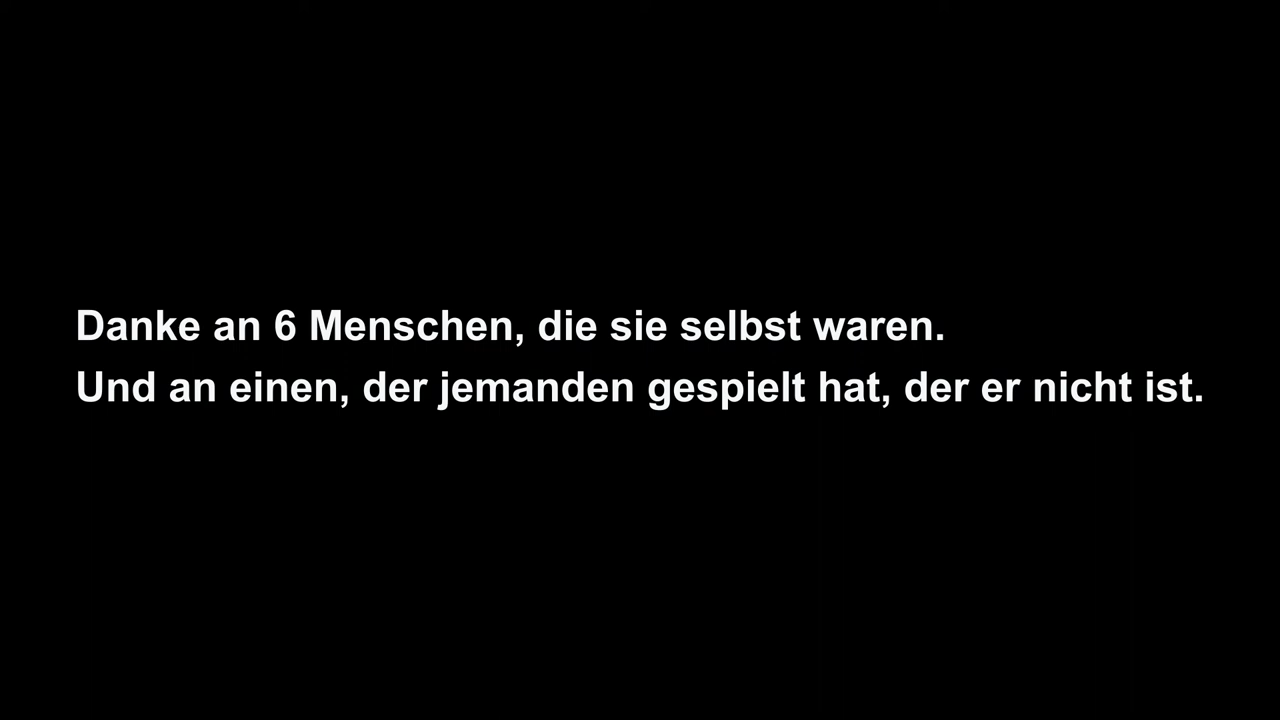 Danke an 6 Menschen, die sie selbst waren.
Und an einen, der jemanden gespielt hat, der er nicht ist.